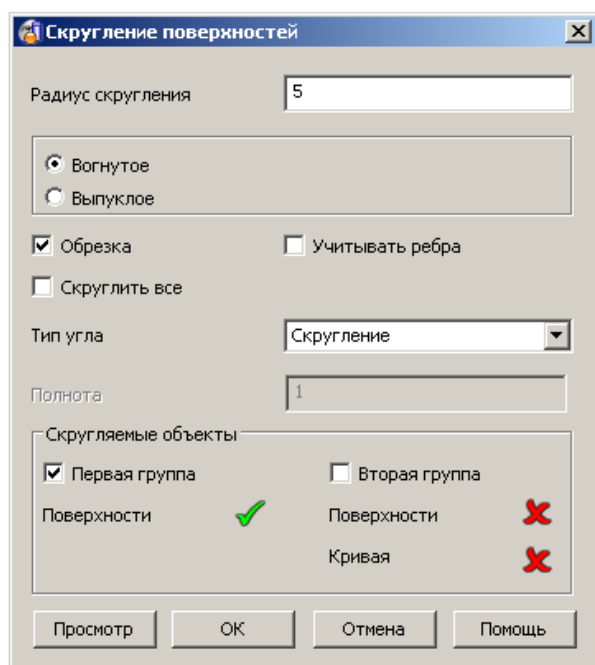 Скругление поверхностей
Радиус скругления 5
Вогнутое
Выпуклое
Обрезка Учитывать ребра
Скруглить все
Тип угла Скругление
Полнота 1
Скругляемые объекты
Первая группа Вторая группа
Поверхности Поверхности
Кривая
Просмотр ОК Отмена Помощь